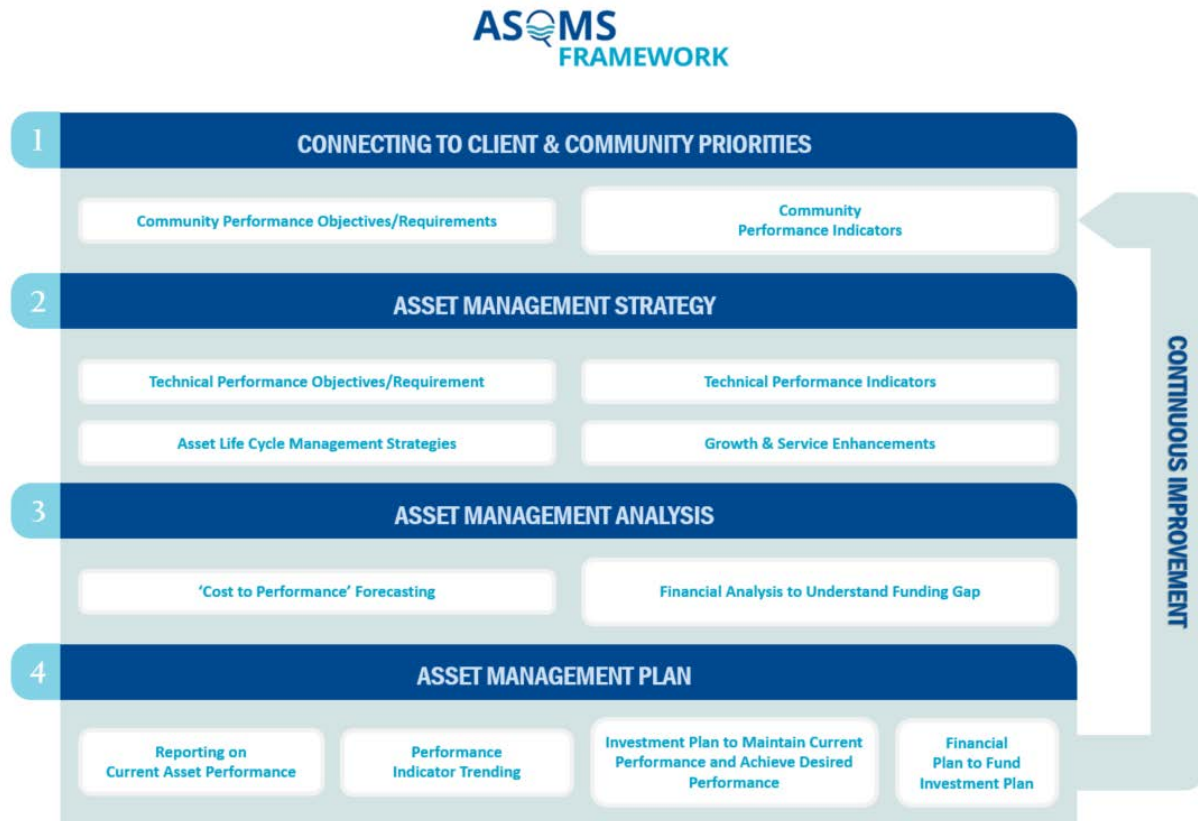 ASQMS
FRAMEWORK
1
CONNECTING TO CLIENT & COMMUNITY PRIORITIES
Community Performance Objectives/Requirements
Community
Performance Indicators
2
ASSET MANAGEMENT STRATEGY
Technical Performance Objectives/Requirement
Technical Performance Indicators
Asset Life Cycle Management Strategies
Growth & Service Enhancements
3
ASSET MANAGEMENT ANALYSIS
‘Cost to Performance’ Forecasting
Financial Analysis to Understand Funding Gap
4
ASSET MANAGEMENT PLAN
Reporting on
Current Asset Performance
Performance
Indicator Trending
Investment Plan to Maintain Current
Performance and Achieve Desired
Performance
Financial
Plan to Fund
Investment Plan
CONTINUOUS IMPROVEMENT